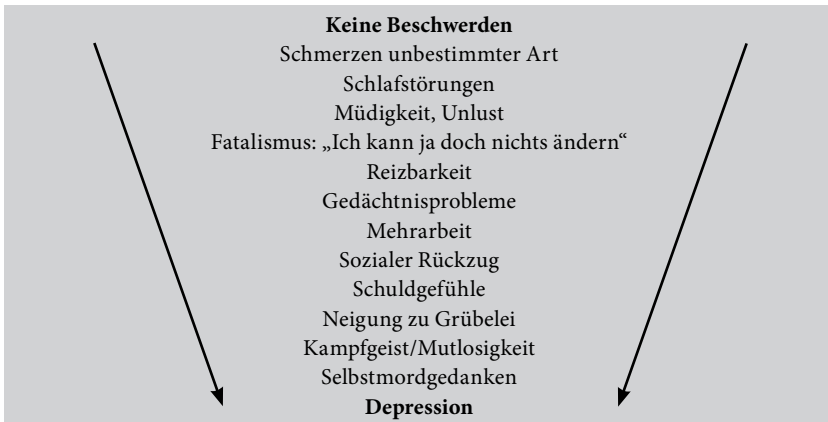 Keine Beschwerden
Schmerzen unbestimmter Art
Schlafstörungen
Müdigkeit, Unlust
Fatalismus: „Ich kann ja doch nichts ändern“
Reizbarkeit
Gedächtnisprobleme
Mehrarbeit
Sozialer Rückzug
Schuldgefühle
Neigung zu Grübelei
Kampfgeist/Mutlosigkeit
Selbstmordgedanken
Depression